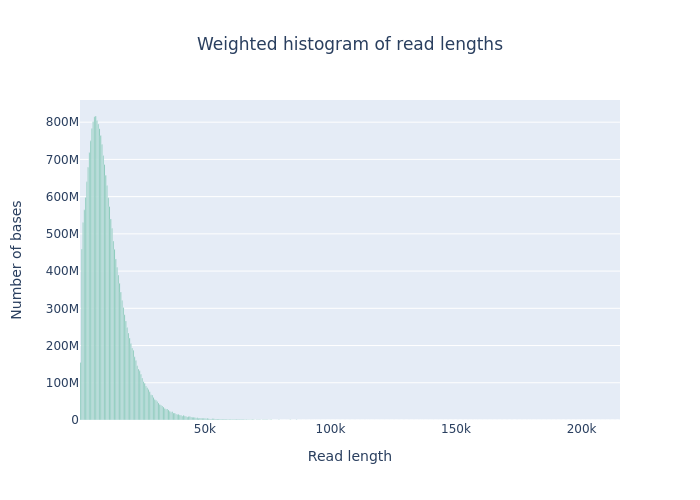 Weighted histogram of read lengths
Number of bases
800M
700M
600M
500M
400M
300M
200M
100M
0
50k
100k
150k
200k
Read length